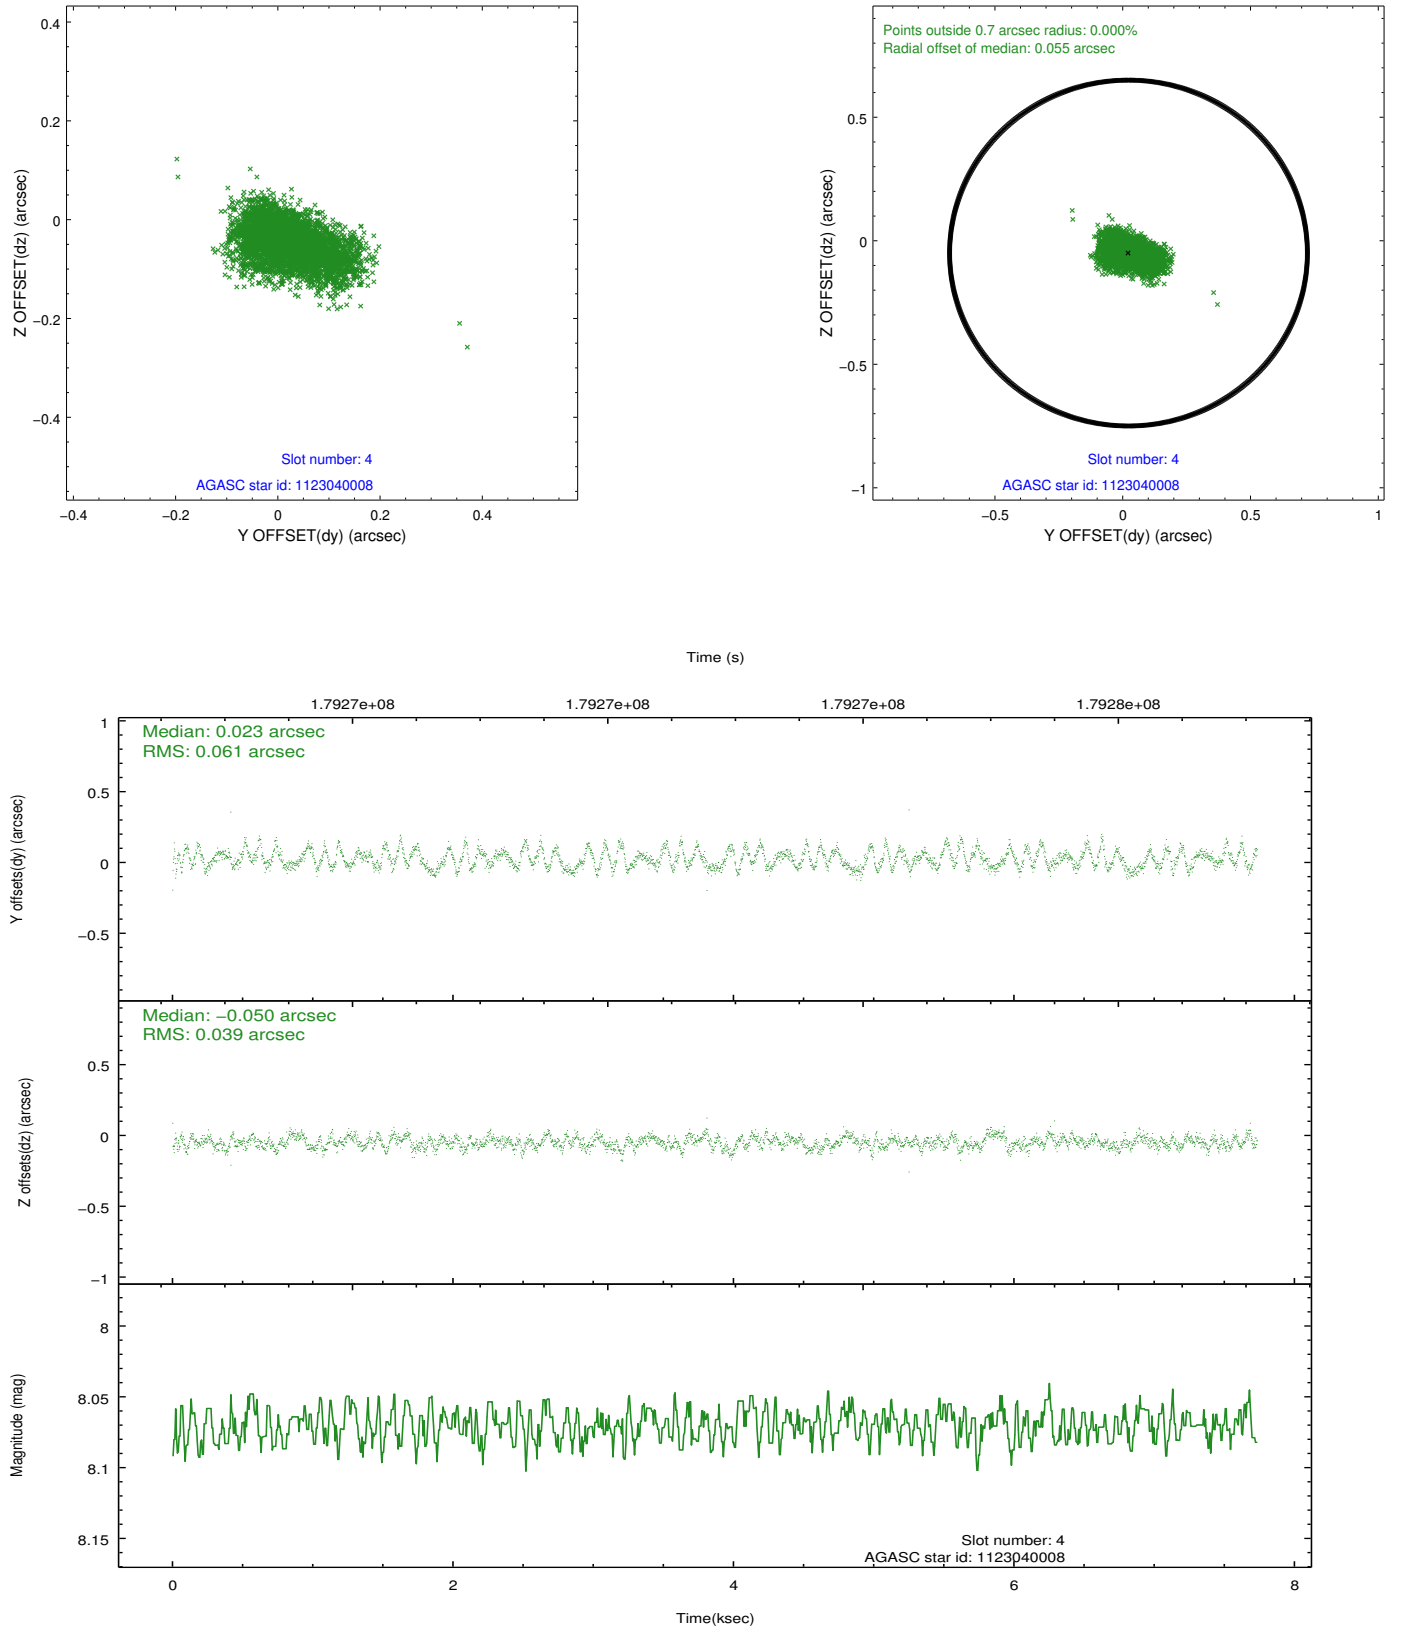 0.4
0.2
0
−0.2
−0.4
Z OFFSET(dz) (arcsec)
Slot number: 4
AGASC star id: 1123040008
−0.4 −0.2 0 0.2 0.4
Y OFFSET(dy) (arcsec)
Points outside 0.7 arcsec radius: 0.000%
Radial offset of median: 0.055 arcsec
0.5
0
−0.5
−1
Z OFFSET(dz) (arcsec)
Slot number: 4
AGASC star id: 1123040008
−0.5 0 0.5 1
Y OFFSET(dy) (arcsec)
Time (s)
1.7927e+08 1.7927e+08 1.7927e+08 1.7928e+08
Median: 0.023 arcsec
RMS: 0.061 arcsec
1
0.5
0
−0.5
Y offsets(dy) (arcsec)
Median: −0.050 arcsec
RMS: 0.039 arcsec
0.5
0
−0.5
−1
Z offsets(dz) (arcsec)
8
8.05
8.1
8.15
Magnitude (mag)
Slot number: 4
AGASC star id: 1123040008
0 2 4 6 8
Time(ksec)